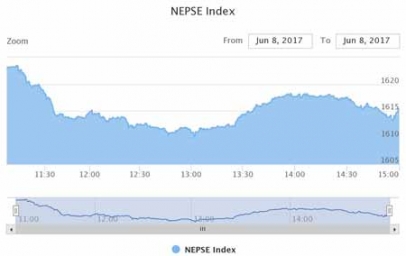 NEPSE Index
Zoom From Jun 8, 2017 To Jun 8, 2017
1620
1615
1610
1605
11:30 12:00 12:30 13:00 13:30 14:00 14:30 15:00
11:00 12:00 13:00 14:00
NEPSE Index